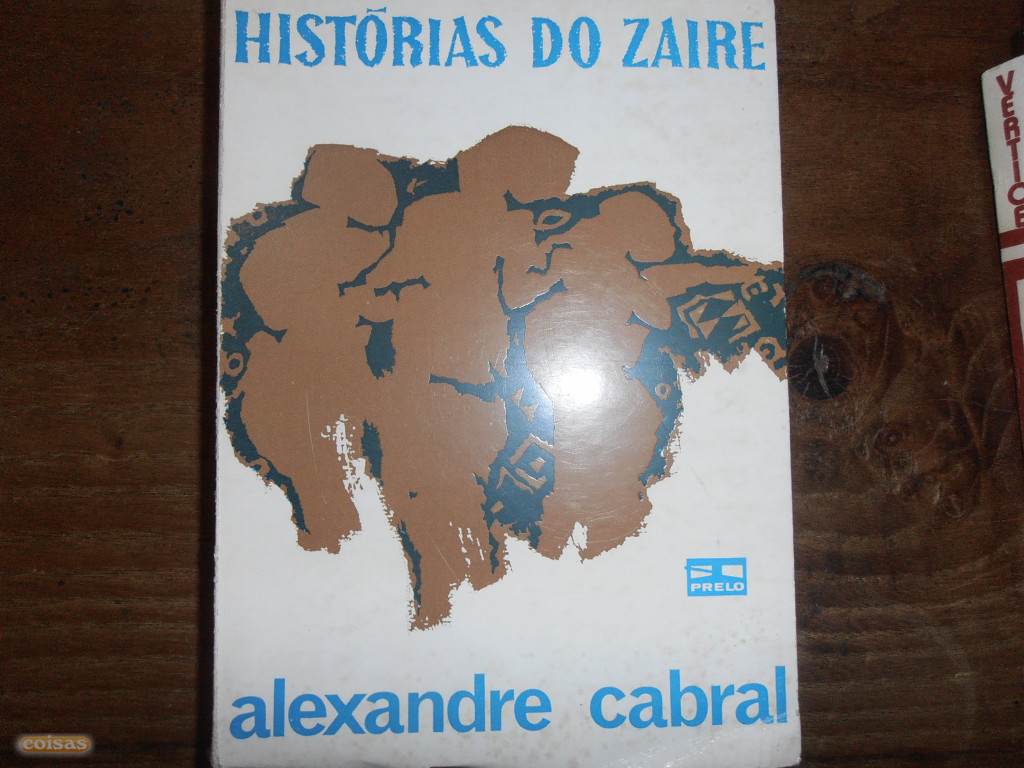 HISTÓRIAS DO ZAIRE
VERTICE
PRELO
alexandre cabral
coisas